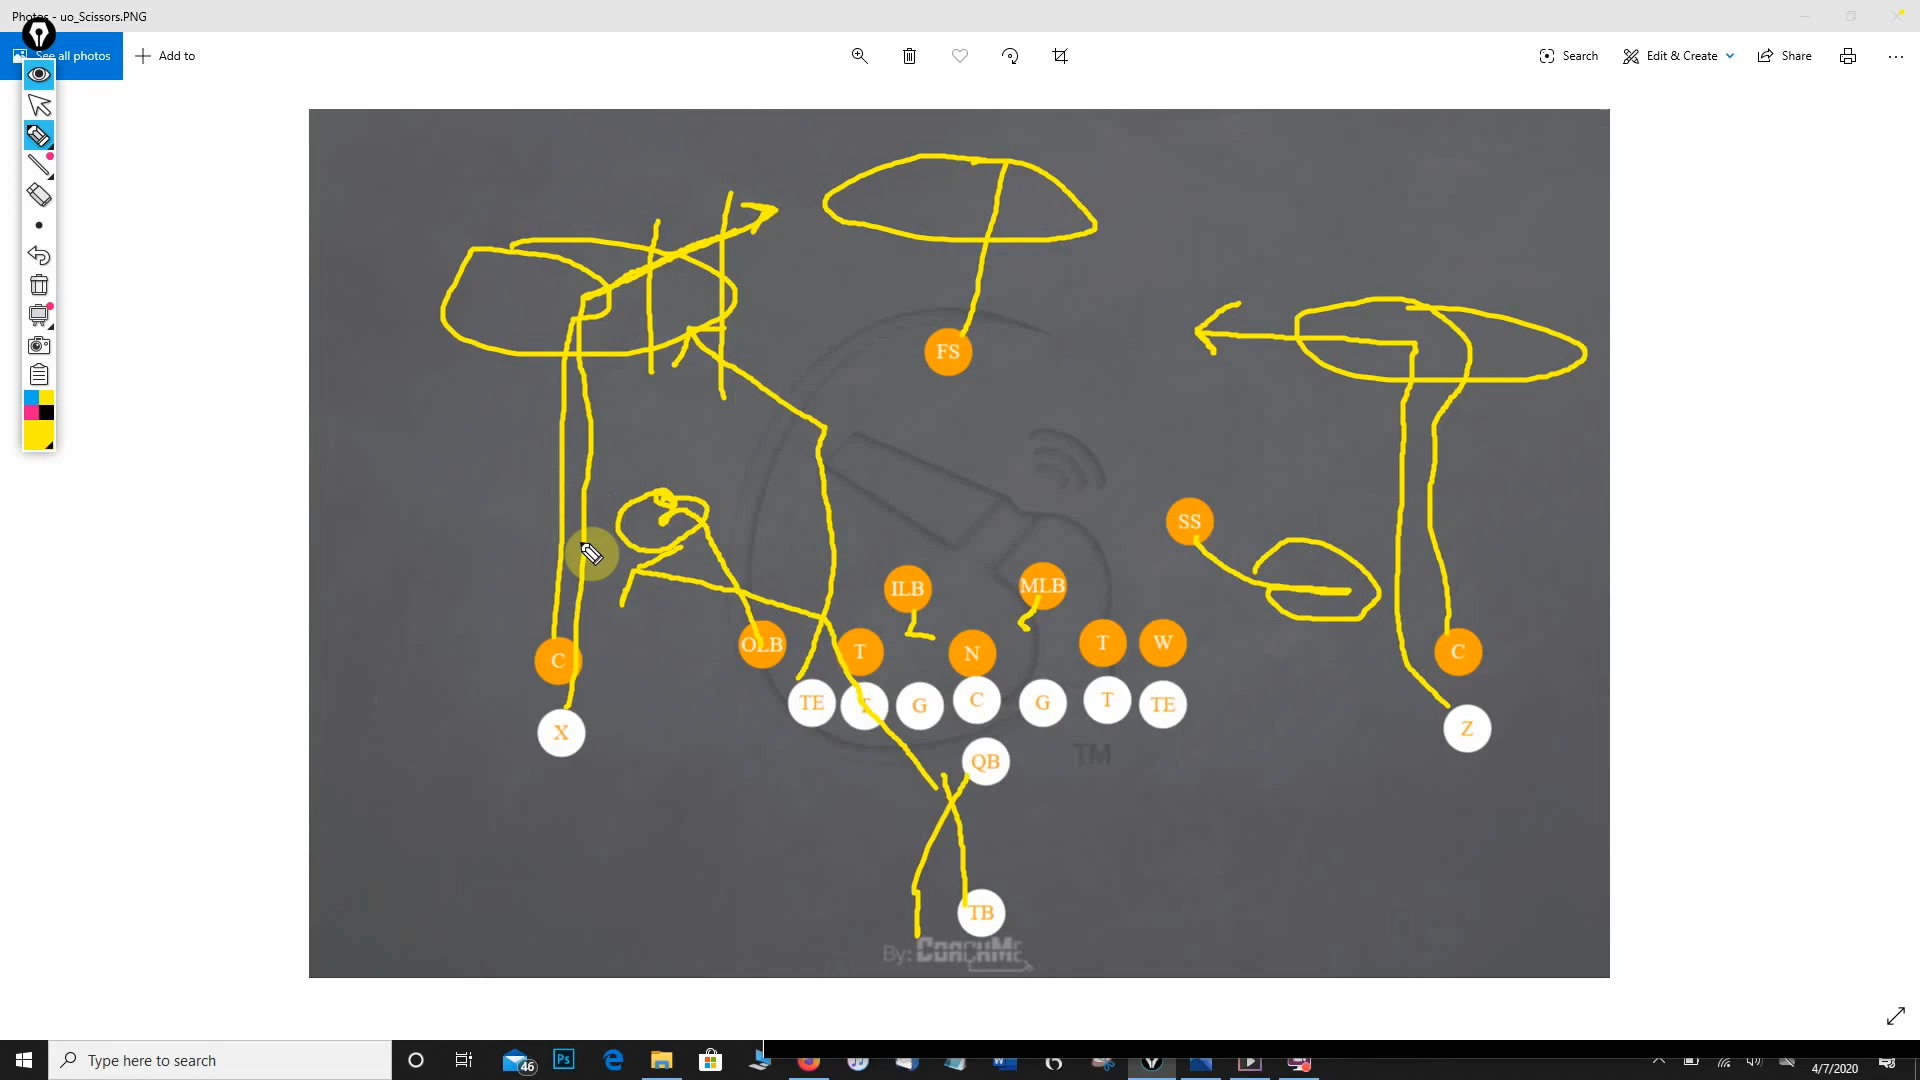 Photos - uo_Scissors.PNG
See all photos
Add to
Search
Edit & Create
Share
FS
SS
ILB
MLB
C
OLB
T
N
T
W
C
TE
T
G
C
G
T
TE
X
QB
Z
TM
TB
By: COACHME
Type here to search
46
Ps
4/7/2020